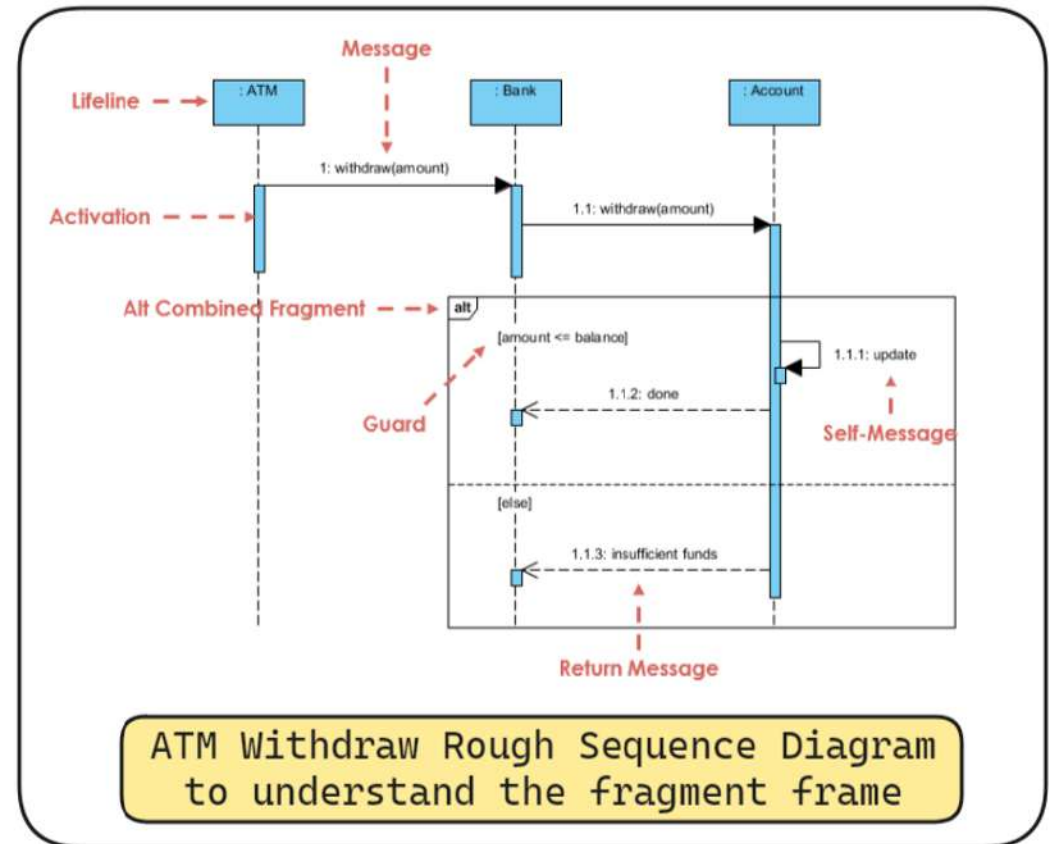 Message
: ATM
: Bank
: Account
Lifeline
1: withdraw(amount)
1.1: withdraw(amount)
Activation
Alt Combined Fragment
alt
[amount <= balance]
1.1.1: update
1.1.2: done
Guard
Self-Message
[else]
1.1.3: insufficient funds
Return Message
ATM Withdraw Rough Sequence Diagram
to understand the fragment frame